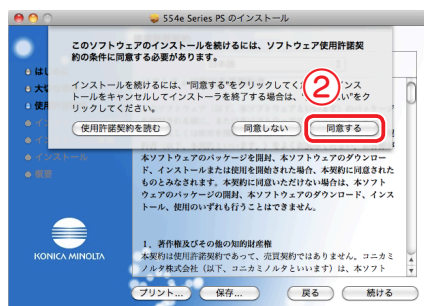 554e Series PS のインストール
このソフトウェアのインストールを続けるには、ソフトウェア使用許諾契
約の条件に同意する必要があります。
インストールを続けるには、"同意する"をクリックしてくだ
インス
トールをキャンセルしてインストーラを終了する場合は、
い"をク
リックしてください。
②
使用許諾契約を読む
同意しない
同意する
はじ
大切
使用
インストール
概要
本ソフトウェアのパッケージを開封、本ソフトウェアのダウンロー
ド、インストールまたは使用を開始された場合、本契約に同意された
ものとみなされます。本契約に同意いただけない場合は、本ソフト
ウェアのパッケージの開封、本ソフトウェアのダウンロード、インス
トール、使用のいずれも行うことはできません。
1. 著作権及びその他の知的財産権
本契約は使用許諾契約であって、売買契約ではありません。コニカミ
ノルタ株式会社(以下、コニカミノルタといいます)は、本ソフト
KONICA MINOLTA
プリント...
保存...
戻る
続ける